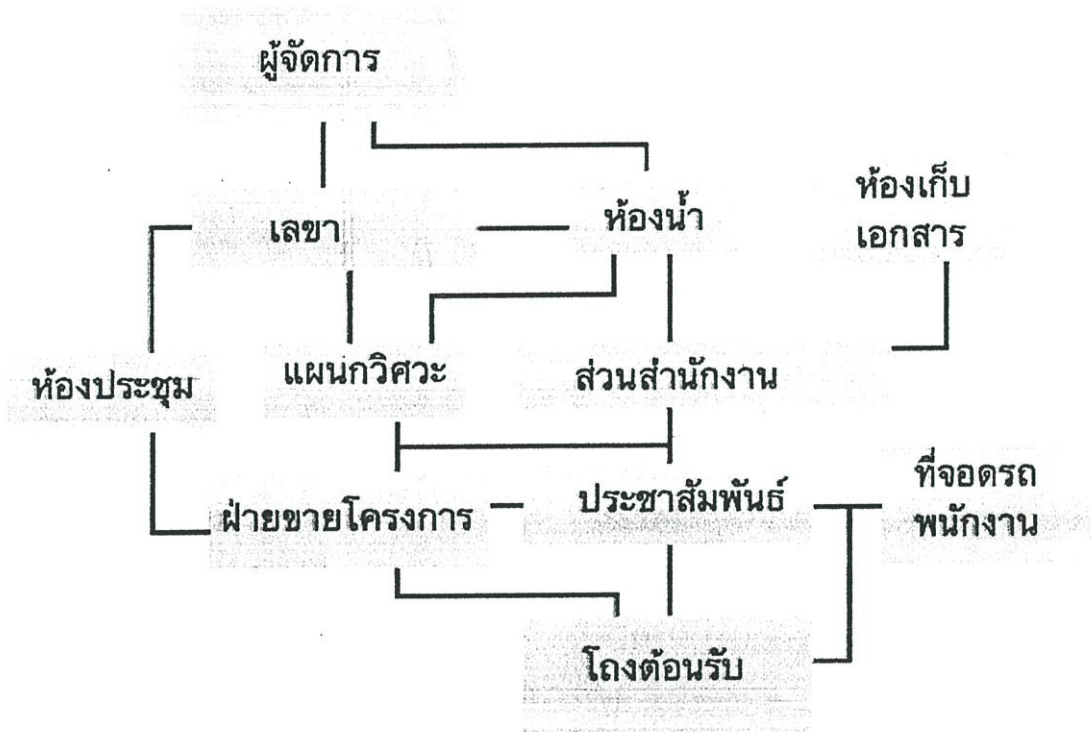 ผู้จัดการ
เลขา
ห้องน้ำ
ห้องเก็บ
เอกสาร
ห้องประชุม
แผนกวิศวะ
ส่วนสำนักงาน
ฝ่ายขายโครงการ
ประชาสัมพันธ์
ที่จอดรถ
พนักงาน
โถงต้อนรับ